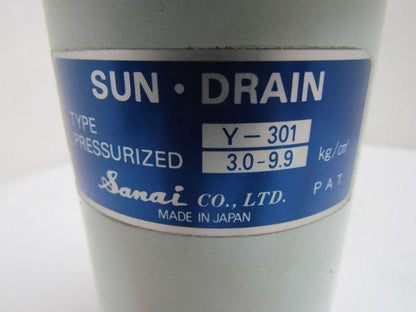 SUN · DRAIN
TYPE Y-301
PRESSURIZED 3.0-9.9 kg/cm²
Sanai CO., LTD. PAT.
MADE IN JAPAN